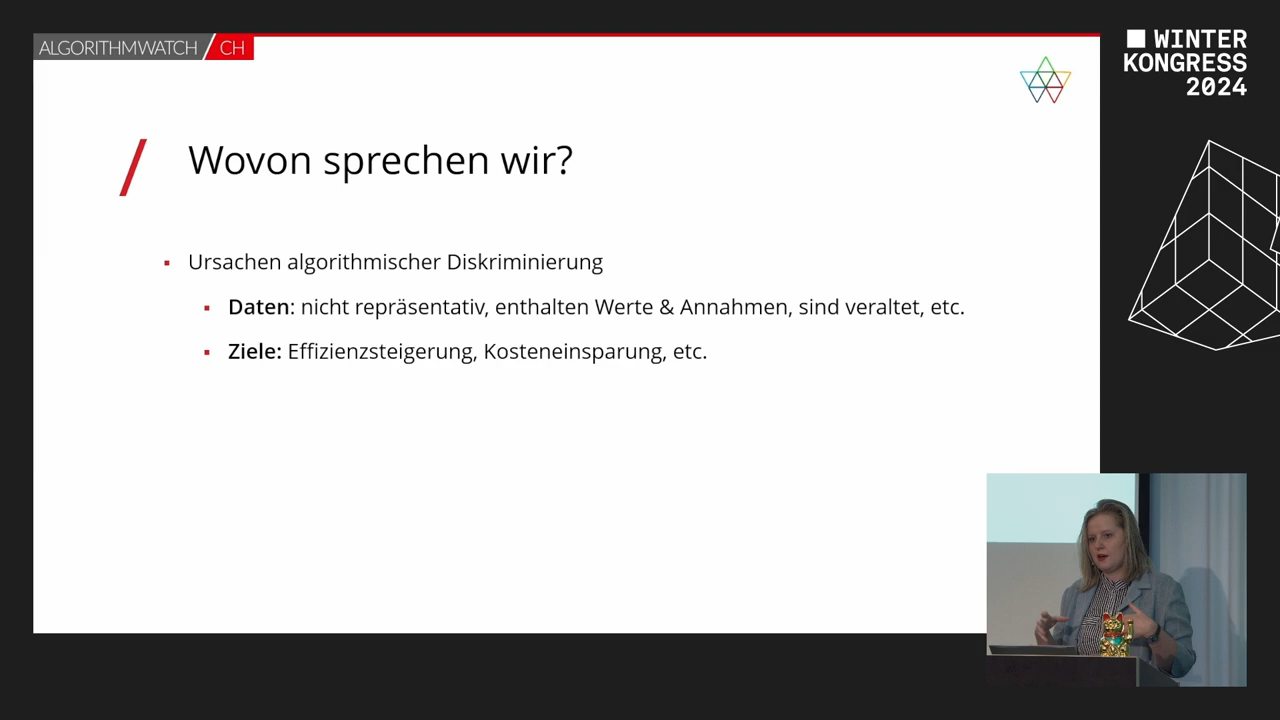 ALGORITHMWATCH / CH
WINTER
KONGRESS
2024
/ Wovon sprechen wir?
▪ Ursachen algorithmischer Diskriminierung
▪ Daten: nicht repräsentativ, enthalten Werte & Annahmen, sind veraltet, etc.
▪ Ziele: Effizienzsteigerung, Kosteneinsparung, etc.